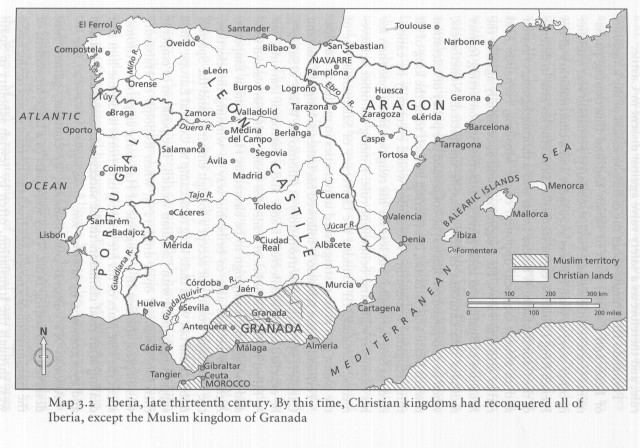 El Ferrol
Santander
Toulouse
Oviedo
Bilbao
San Sebastian
Narbonne
Compostela
Miño R.
NAVARRE
Pamplona
León
Orense
Burgos
Logroño
Ebro R.
Huesca
Gerona
Túy
Tarazona
ARAGON
Braga
Zamora
Valladolid
Zaragoza
Lérida
ATLANTIC
OCEAN
Oporto
Duero R.
Medina
del Campo
Berlanga
Caspe
Barcelona
Tarragona
LEÓN - CASTILE
Salamanca
Segovia
Tortosa
Ávila
Madrid
Coimbra
PORTUGAL
MEDITERRANEAN SEA
BALEARIC ISLANDS
Menorca
Mallorca
Tajo R.
Toledo
Cuenca
Santarém
Cáceres
Júcar R.
Valencia
Lisbon
Badajoz
Mérida
Ciudad
Real
Albacete
Denia
Ibiza
Formentera
Guadiana R.
Muslim territory
Christian lands
Córdoba
Guadalquivir R.
Jaén
Murcia
0 100 200 300 km
0 100 200 miles
Huelva
Sevilla
Granada
Cartagena
Antequera
GRANADA
N
Cádiz
Málaga
Almeria
Gibraltar
Tangier
Ceuta
MOROCCO
Map 3.2 Iberia, late thirteenth century. By this time, Christian kingdoms had reconquered all of
Iberia, except the Muslim kingdom of Granada